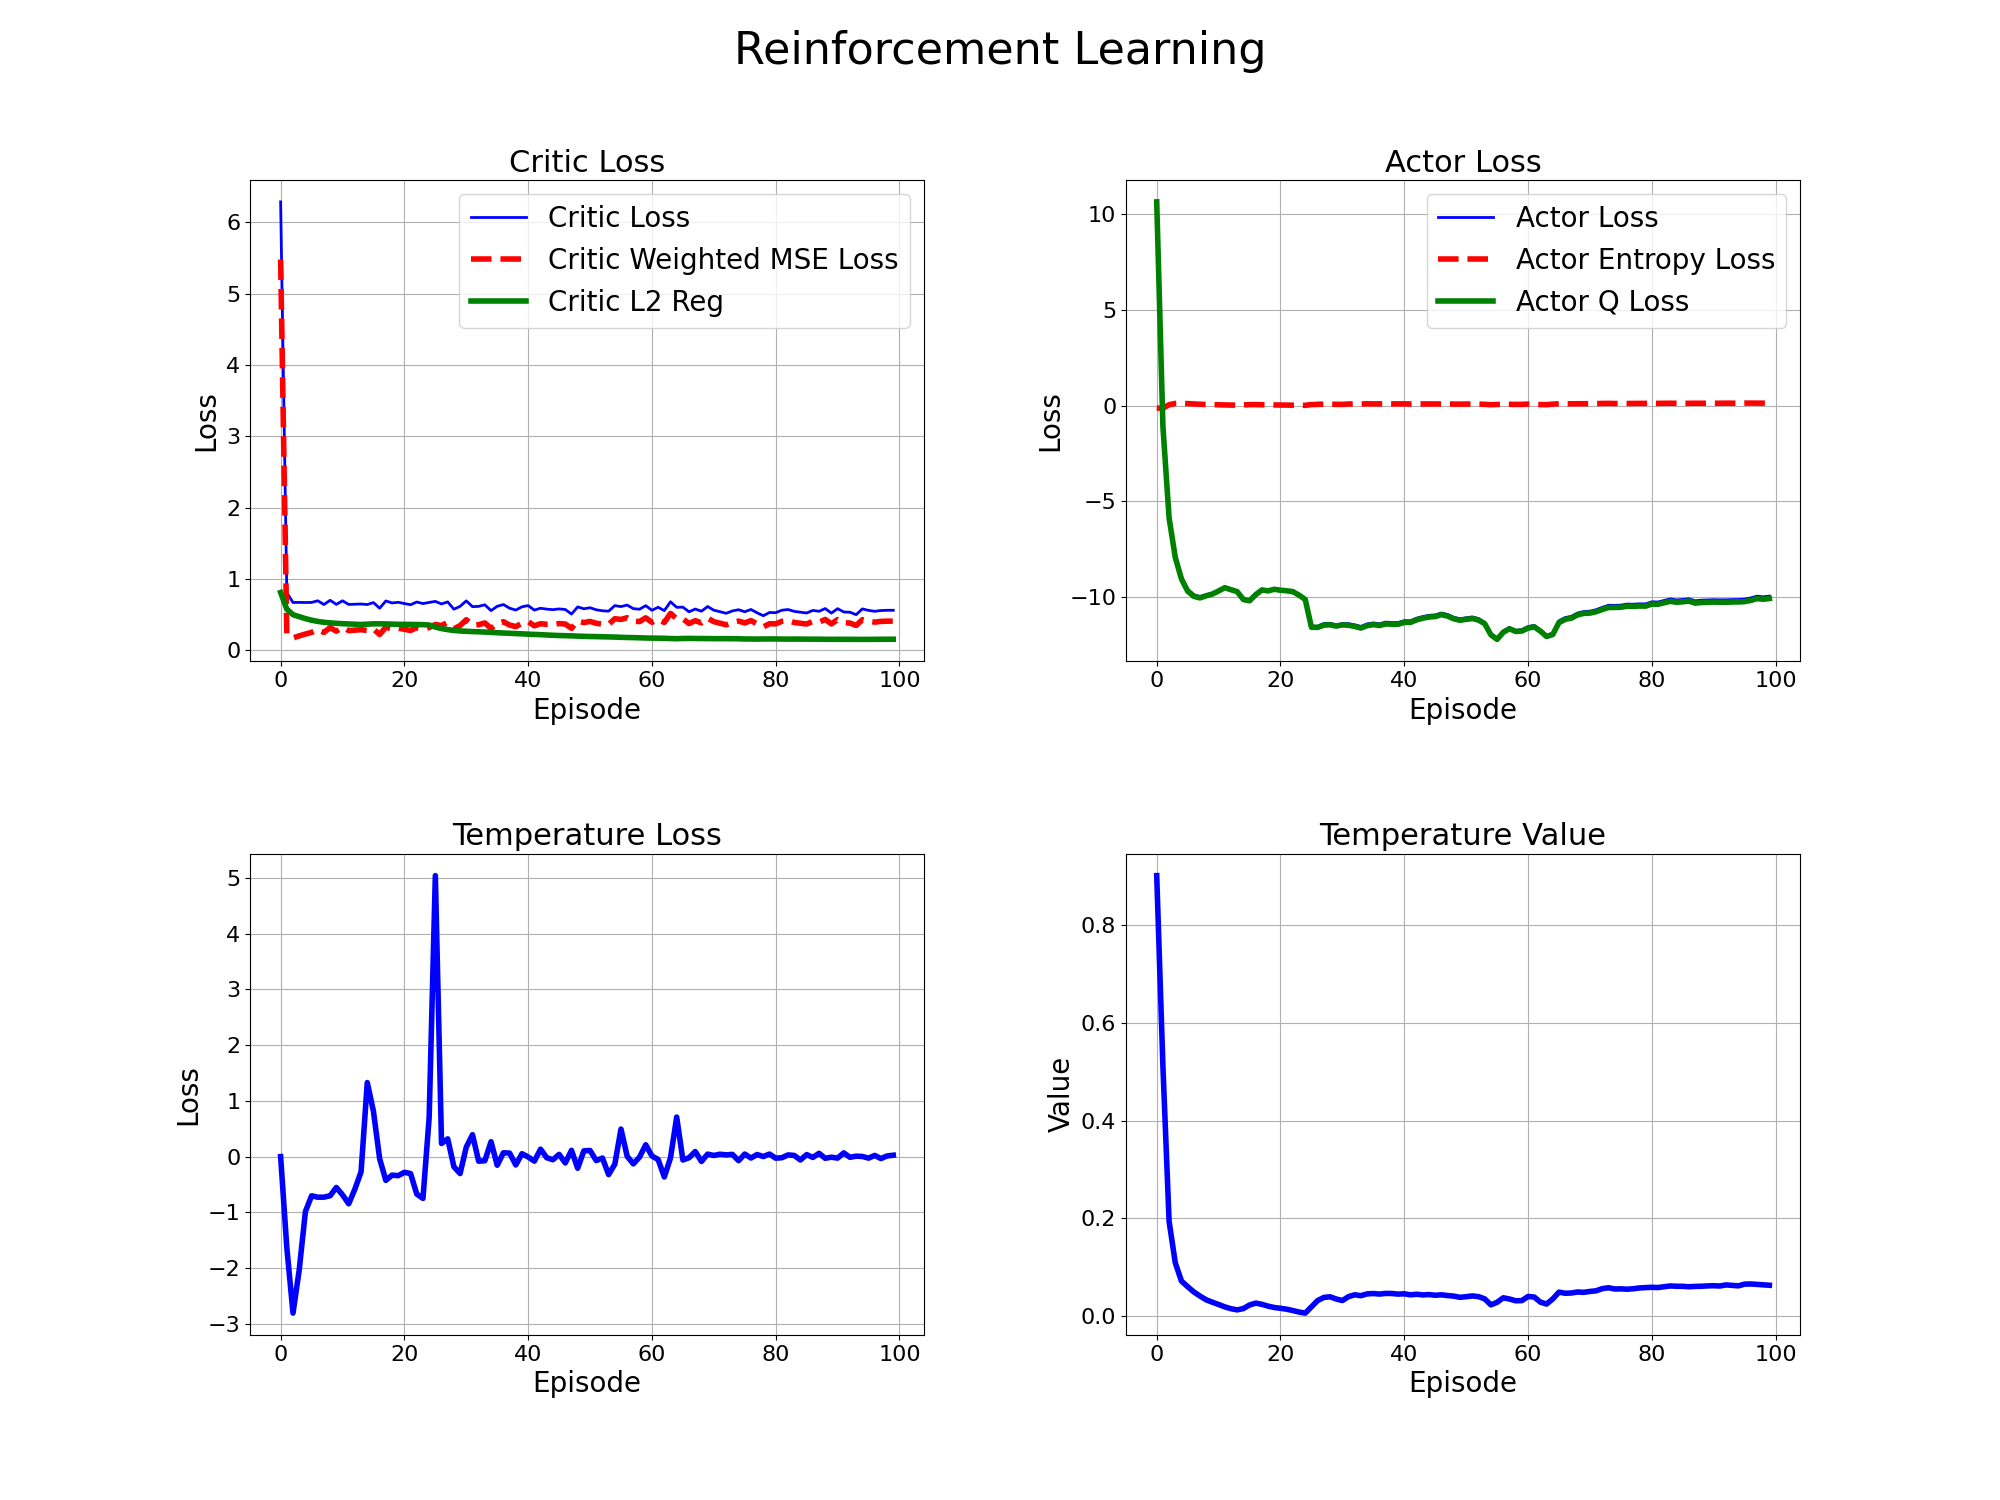 Reinforcement Learning
Critic Loss
Critic Loss
Critic Weighted MSE Loss
Critic L2 Reg
6
5
4
3
2
1
0
Loss
0 20 40 60 80 100
Episode
Actor Loss
Actor Loss
Actor Entropy Loss
Actor Q Loss
10
5
0
−5
−10
Loss
0 20 40 60 80 100
Episode
Temperature Loss
5
4
3
2
1
0
−1
−2
−3
Loss
0 20 40 60 80 100
Episode
Temperature Value
0.8
0.6
0.4
0.2
0.0
Value
0 20 40 60 80 100
Episode